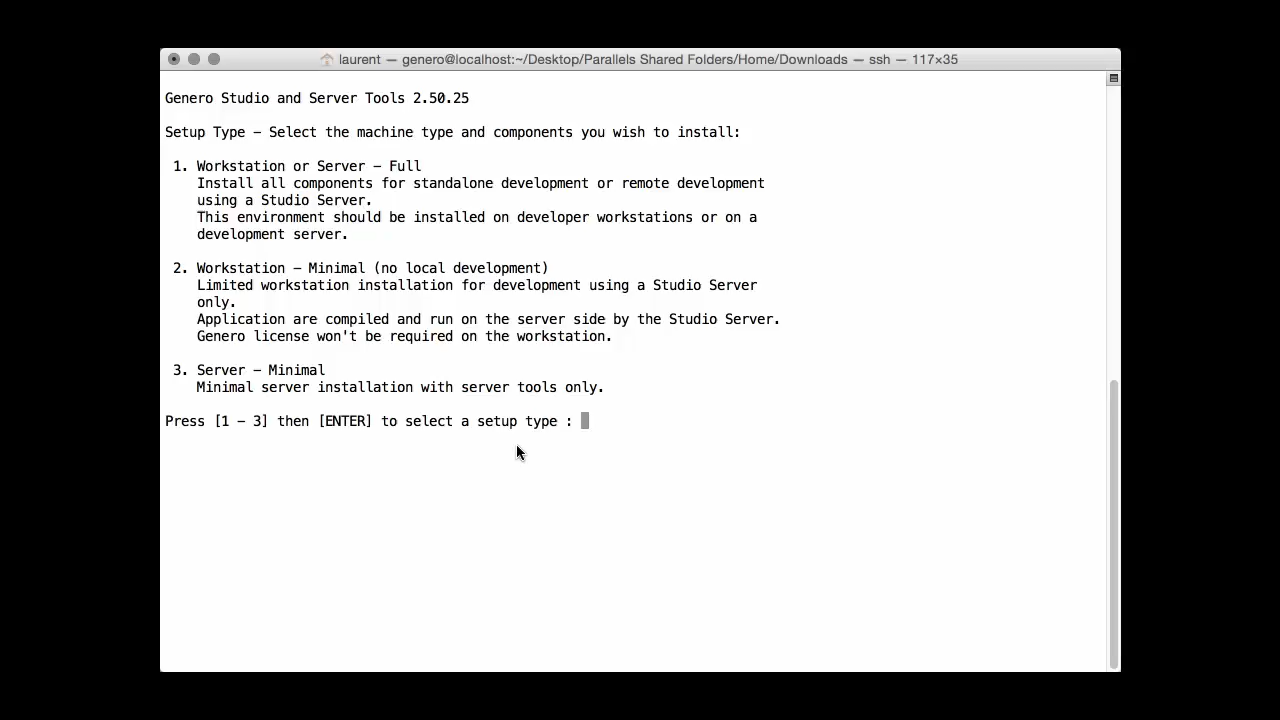 laurent — genero@localhost:~/Desktop/Parallels Shared Folders/Home/Downloads — ssh — 117×35
Genero Studio and Server Tools 2.50.25
Setup Type - Select the machine type and components you wish to install:
1. Workstation or Server - Full
Install all components for standalone development or remote development
using a Studio Server.
This environment should be installed on developer workstations or on a
development server.
2. Workstation - Minimal (no local development)
Limited workstation installation for development using a Studio Server
only.
Application are compiled and run on the server side by the Studio Server.
Genero license won't be required on the workstation.
3. Server - Minimal
Minimal server installation with server tools only.
Press [1 - 3] then [ENTER] to select a setup type :